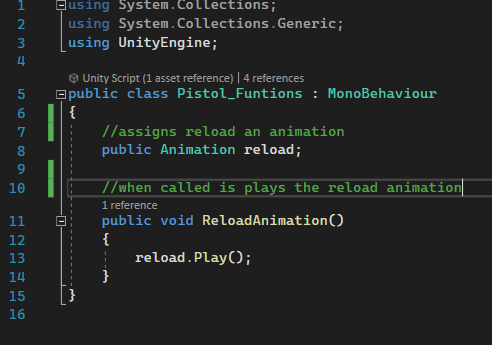 1 using System.Collections;
2 using System.Collections.Generic;
3 using UnityEngine;
4
Unity Script (1 asset reference) | 4 references
5 public class Pistol_Funtions : MonoBehaviour
6 {
7 //assigns reload an animation
8 public Animation reload;
9
10 //when called is plays the reload animation
1 reference
11 public void ReloadAnimation()
12 {
13 reload.Play();
14 }
15 }
16